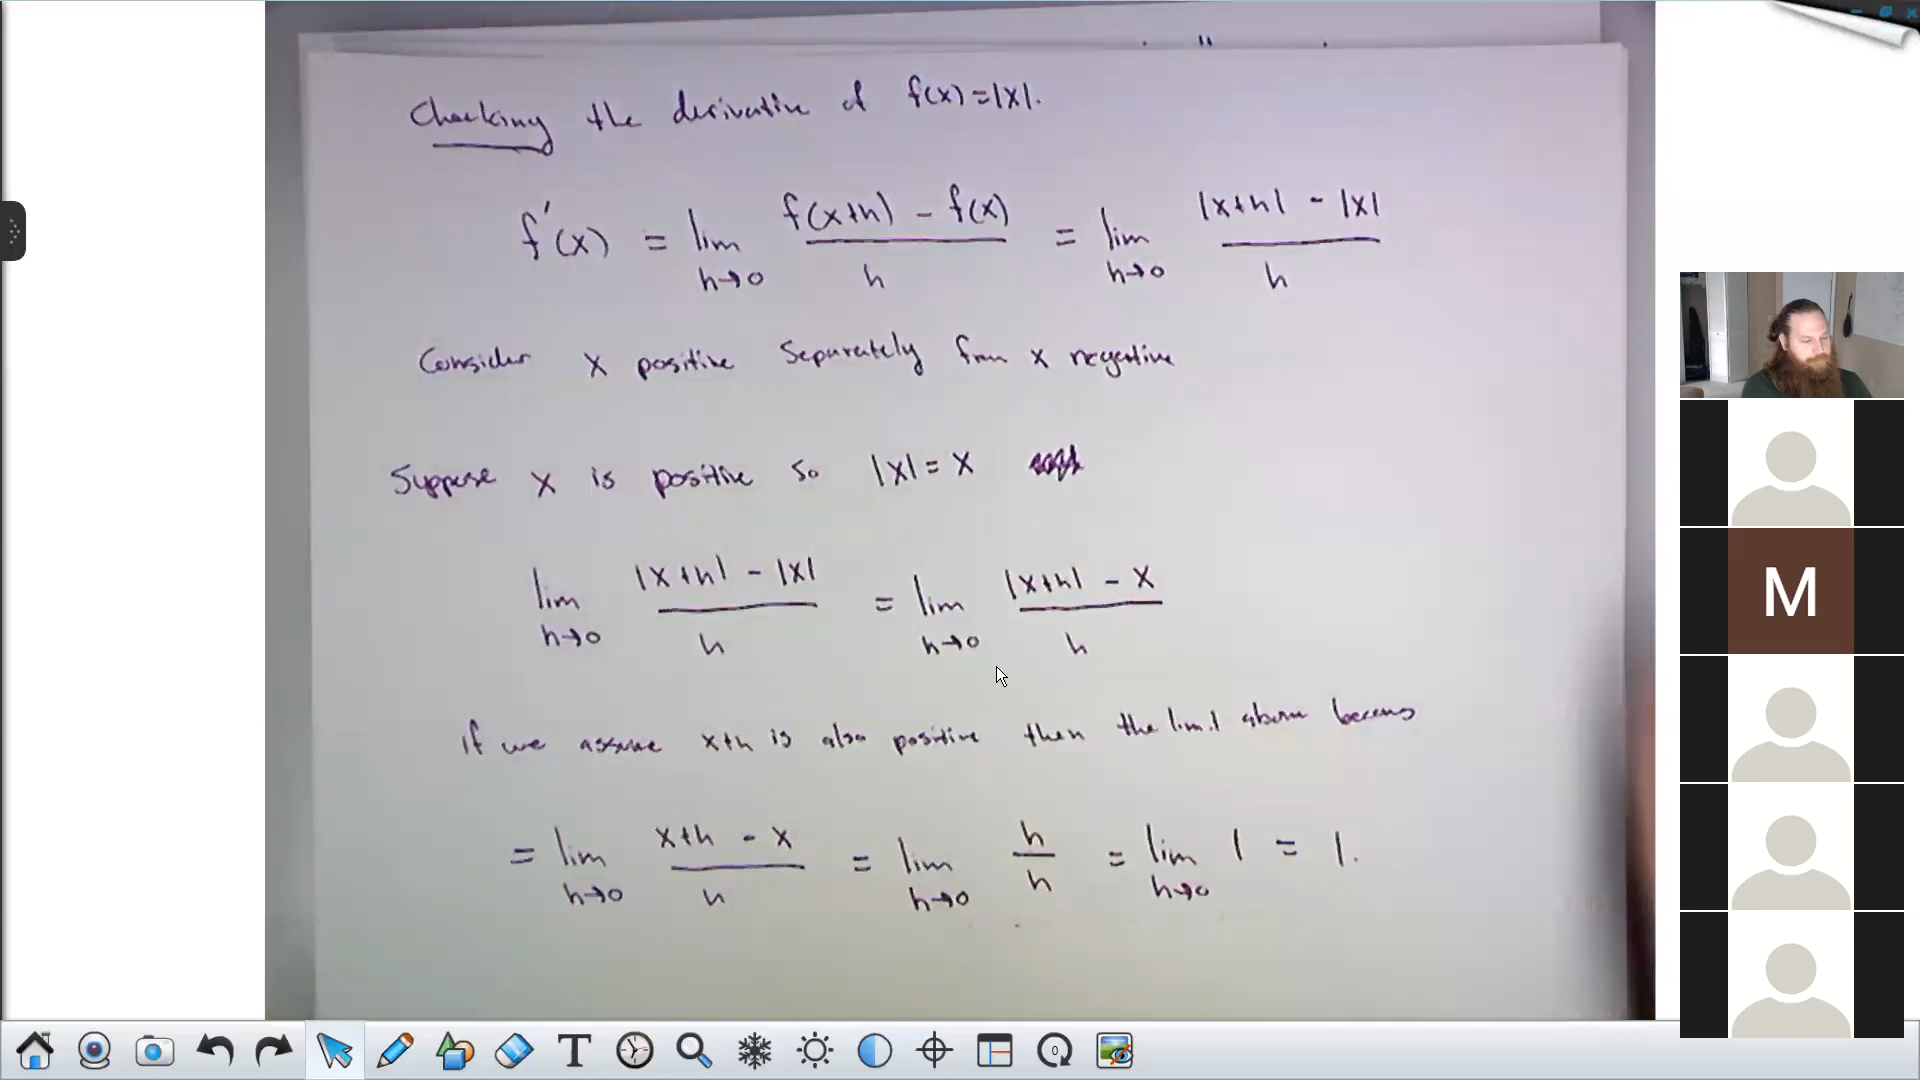 Checking the derivative of f(x)=|x|.
f'(x) = lim h→0 f(x+h) - f(x) / h = lim h→0 |x+h| - |x| / h
Consider x positive separately from x negative
Suppose x is positive so |x| = x
lim h→0 |x+h| - |x| / h = lim h→0 |x+h| - x / h
if we assume x+h is also positive then the limit above becomes
= lim h→0 x+h - x / h = lim h→0 h / h = lim h→0 1 = 1.
M
T
0